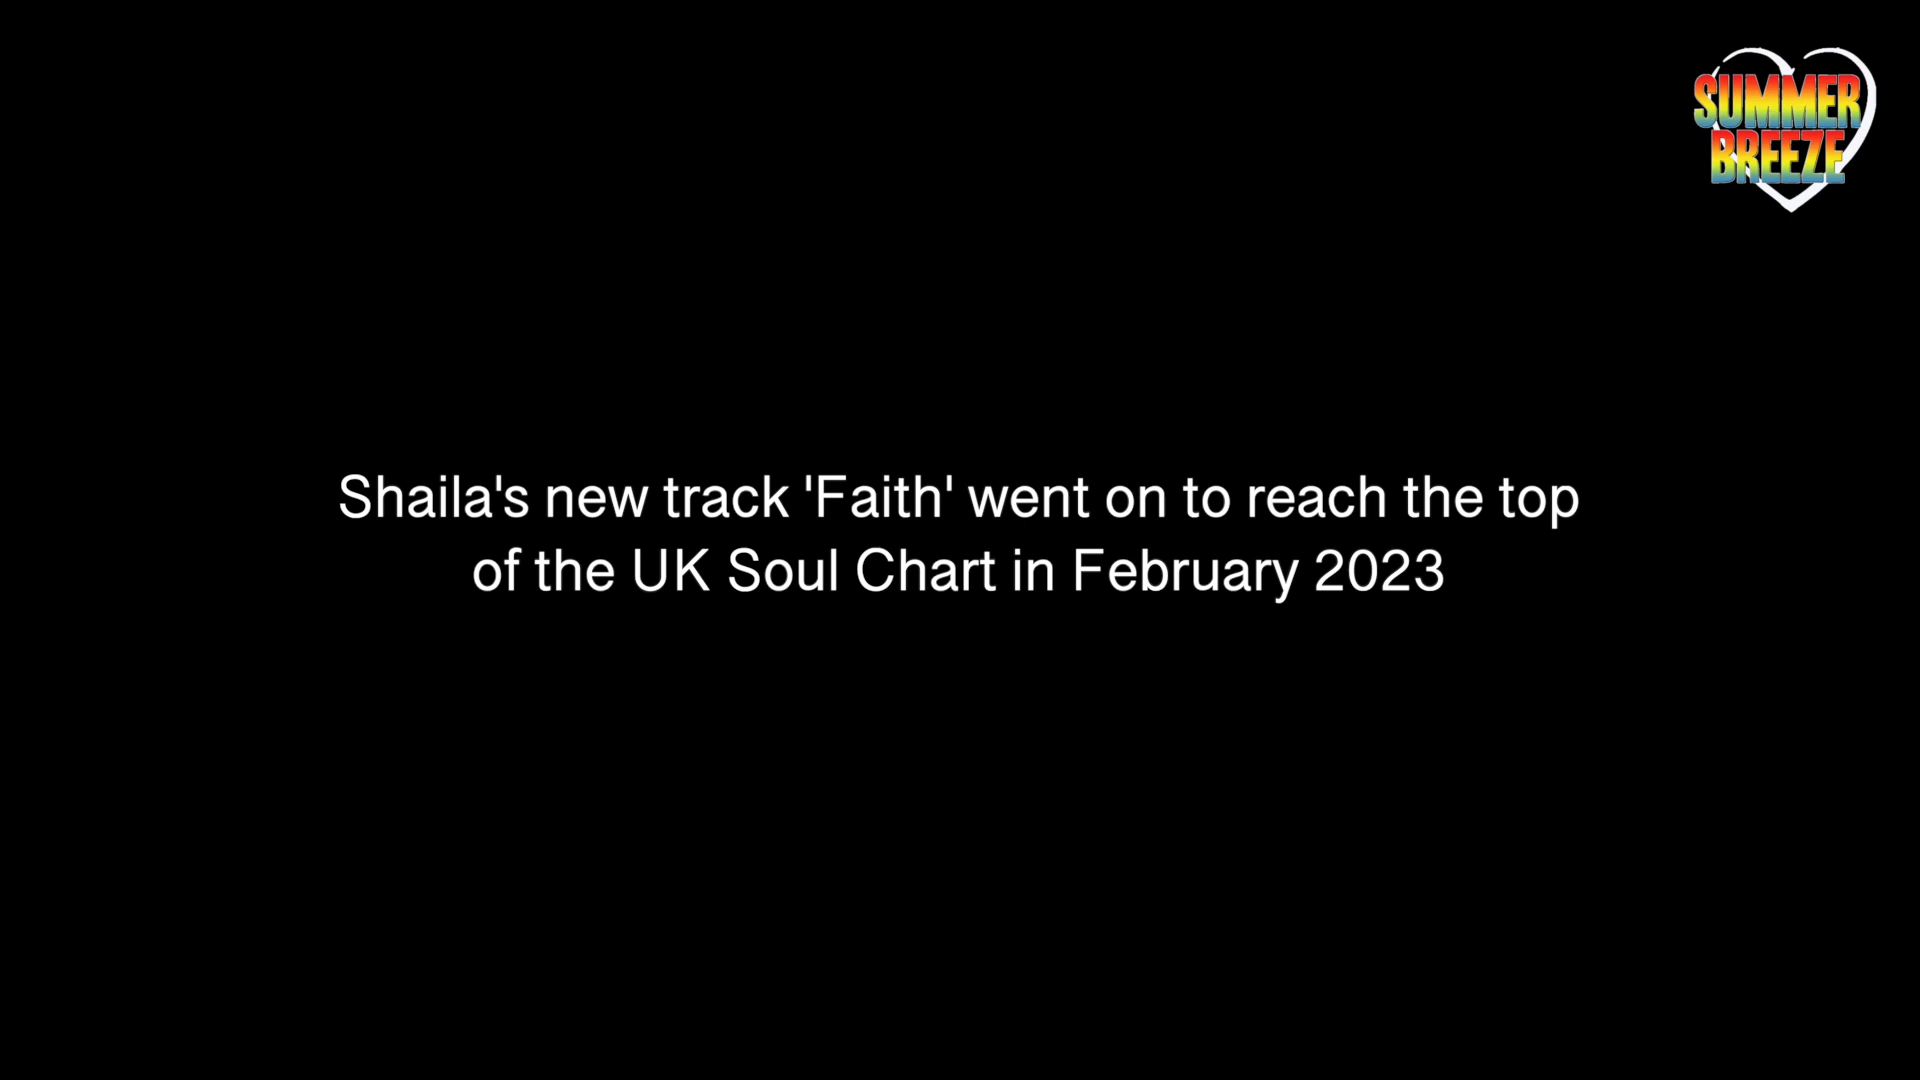 SUMMER
BREEZE
Shaila's new track 'Faith' went on to reach the top
of the UK Soul Chart in February 2023